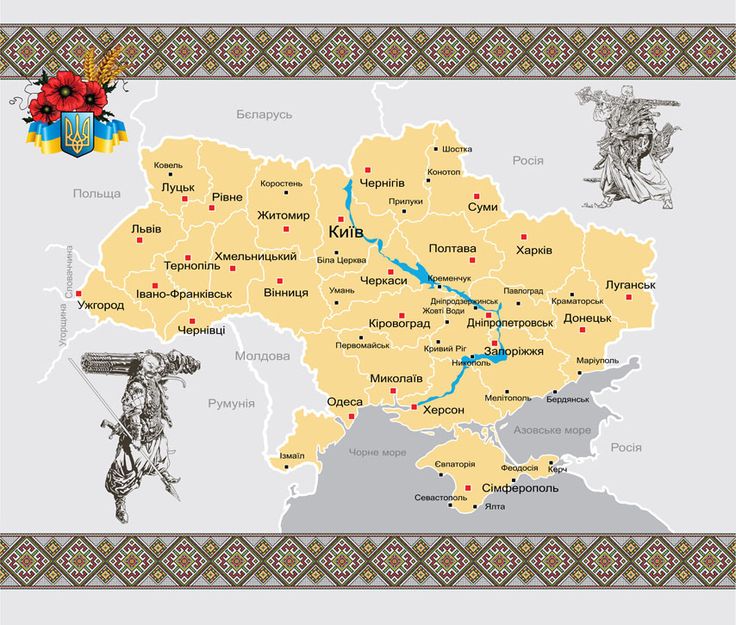 Бєларусь
Росія
Шостка
Ковель
Конотоп
Чернігів
Луцьк
Коростень
Польща
Рівне
Прилуки
Суми
Житомир
Львів
Київ
Харків
Полтава
Хмельницький
Біла Церква
Тернопіль
Словаччина
Черкаси
Кременчук
Вінниця
Умань
Павлоград
Луганськ
Івано-Франківськ
Дніпродзержинськ
Краматорськ
Ужгород
Жовті Води
Угорщина
Чернівці
Кіровоград
Дніпропетровськ
Донецьк
Первомайськ
Кривий Ріг
Запоріжжя
Молдова
Нікополь
Маріуполь
Миколаїв
Мелітополь
Бердянськ
Румунія
Одеса
Херсон
Азовське море
Росія
Ізмаїл
Чорне море
Євпаторія
Феодосія
Керч
Сімферополь
Севастополь
Ялта